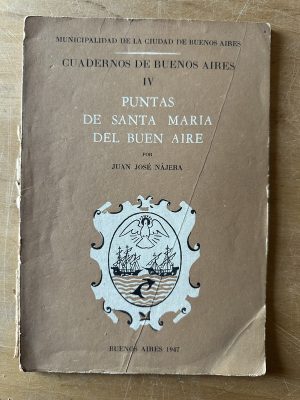 MUNICIPALIDAD DE LA CIUDAD DE BUENOS AIRES
CUADERNOS DE BUENOS AIRES
IV
PUNTAS
DE SANTA MARIA
DEL BUEN AIRE
POR
JUAN JOSÉ NÁJERA
BUENOS AIRES 1947